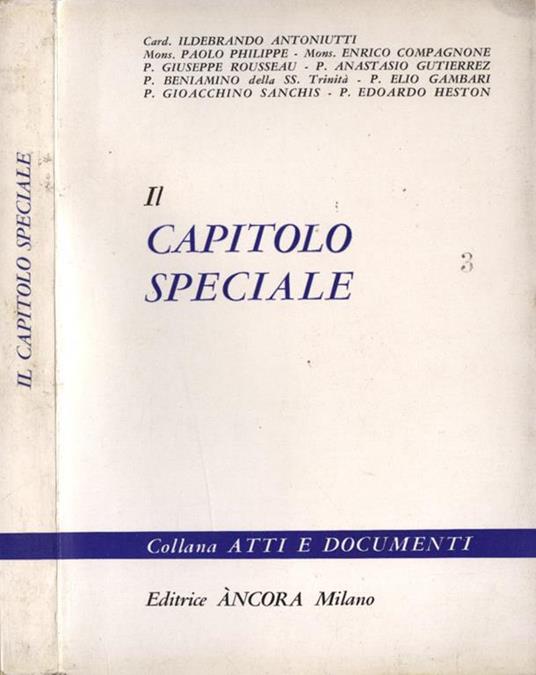 IL CAPITOLO SPECIALE
Card. ILDEBRANDO ANTONIUTTI
Mons. PAOLO PHILIPPE - Mons. ENRICO COMPAGNONE
P. GIUSEPPE ROUSSEAU - P. ANASTASIO GUTIERREZ
P. BENIAMINO della SS. Trinità - P. ELIO GAMBARI
P. GIOACCHINO SANCHIS - P. EDOARDO HESTON
Il
CAPITOLO
SPECIALE
3
Collana ATTI E DOCUMENTI
Editrice ÀNCORA Milano